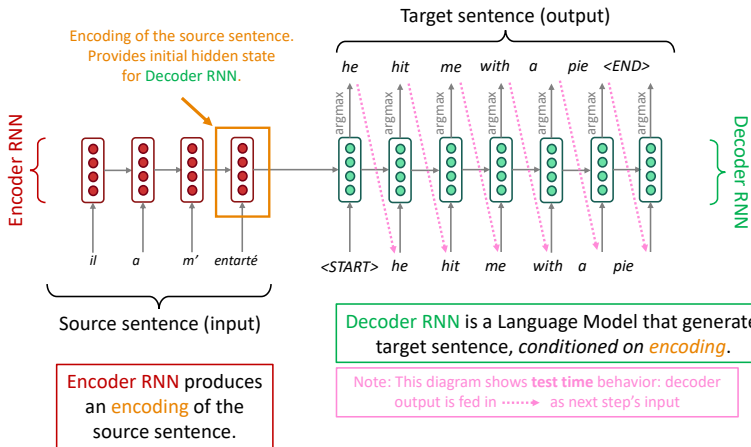 Target sentence (output)
Encoding of the source sentence.
Provides initial hidden state
for Decoder RNN.
he hit me with a pie <END>
argmax argmax argmax argmax argmax argmax argmax
Encoder RNN
Decoder RNN
il a m' entarté
<START> he hit me with a pie
Source sentence (input)
Decoder RNN is a Language Model that generate
target sentence, conditioned on encoding.
Encoder RNN produces
an encoding of the
source sentence.
Note: This diagram shows test time behavior: decoder
output is fed in as next step's input